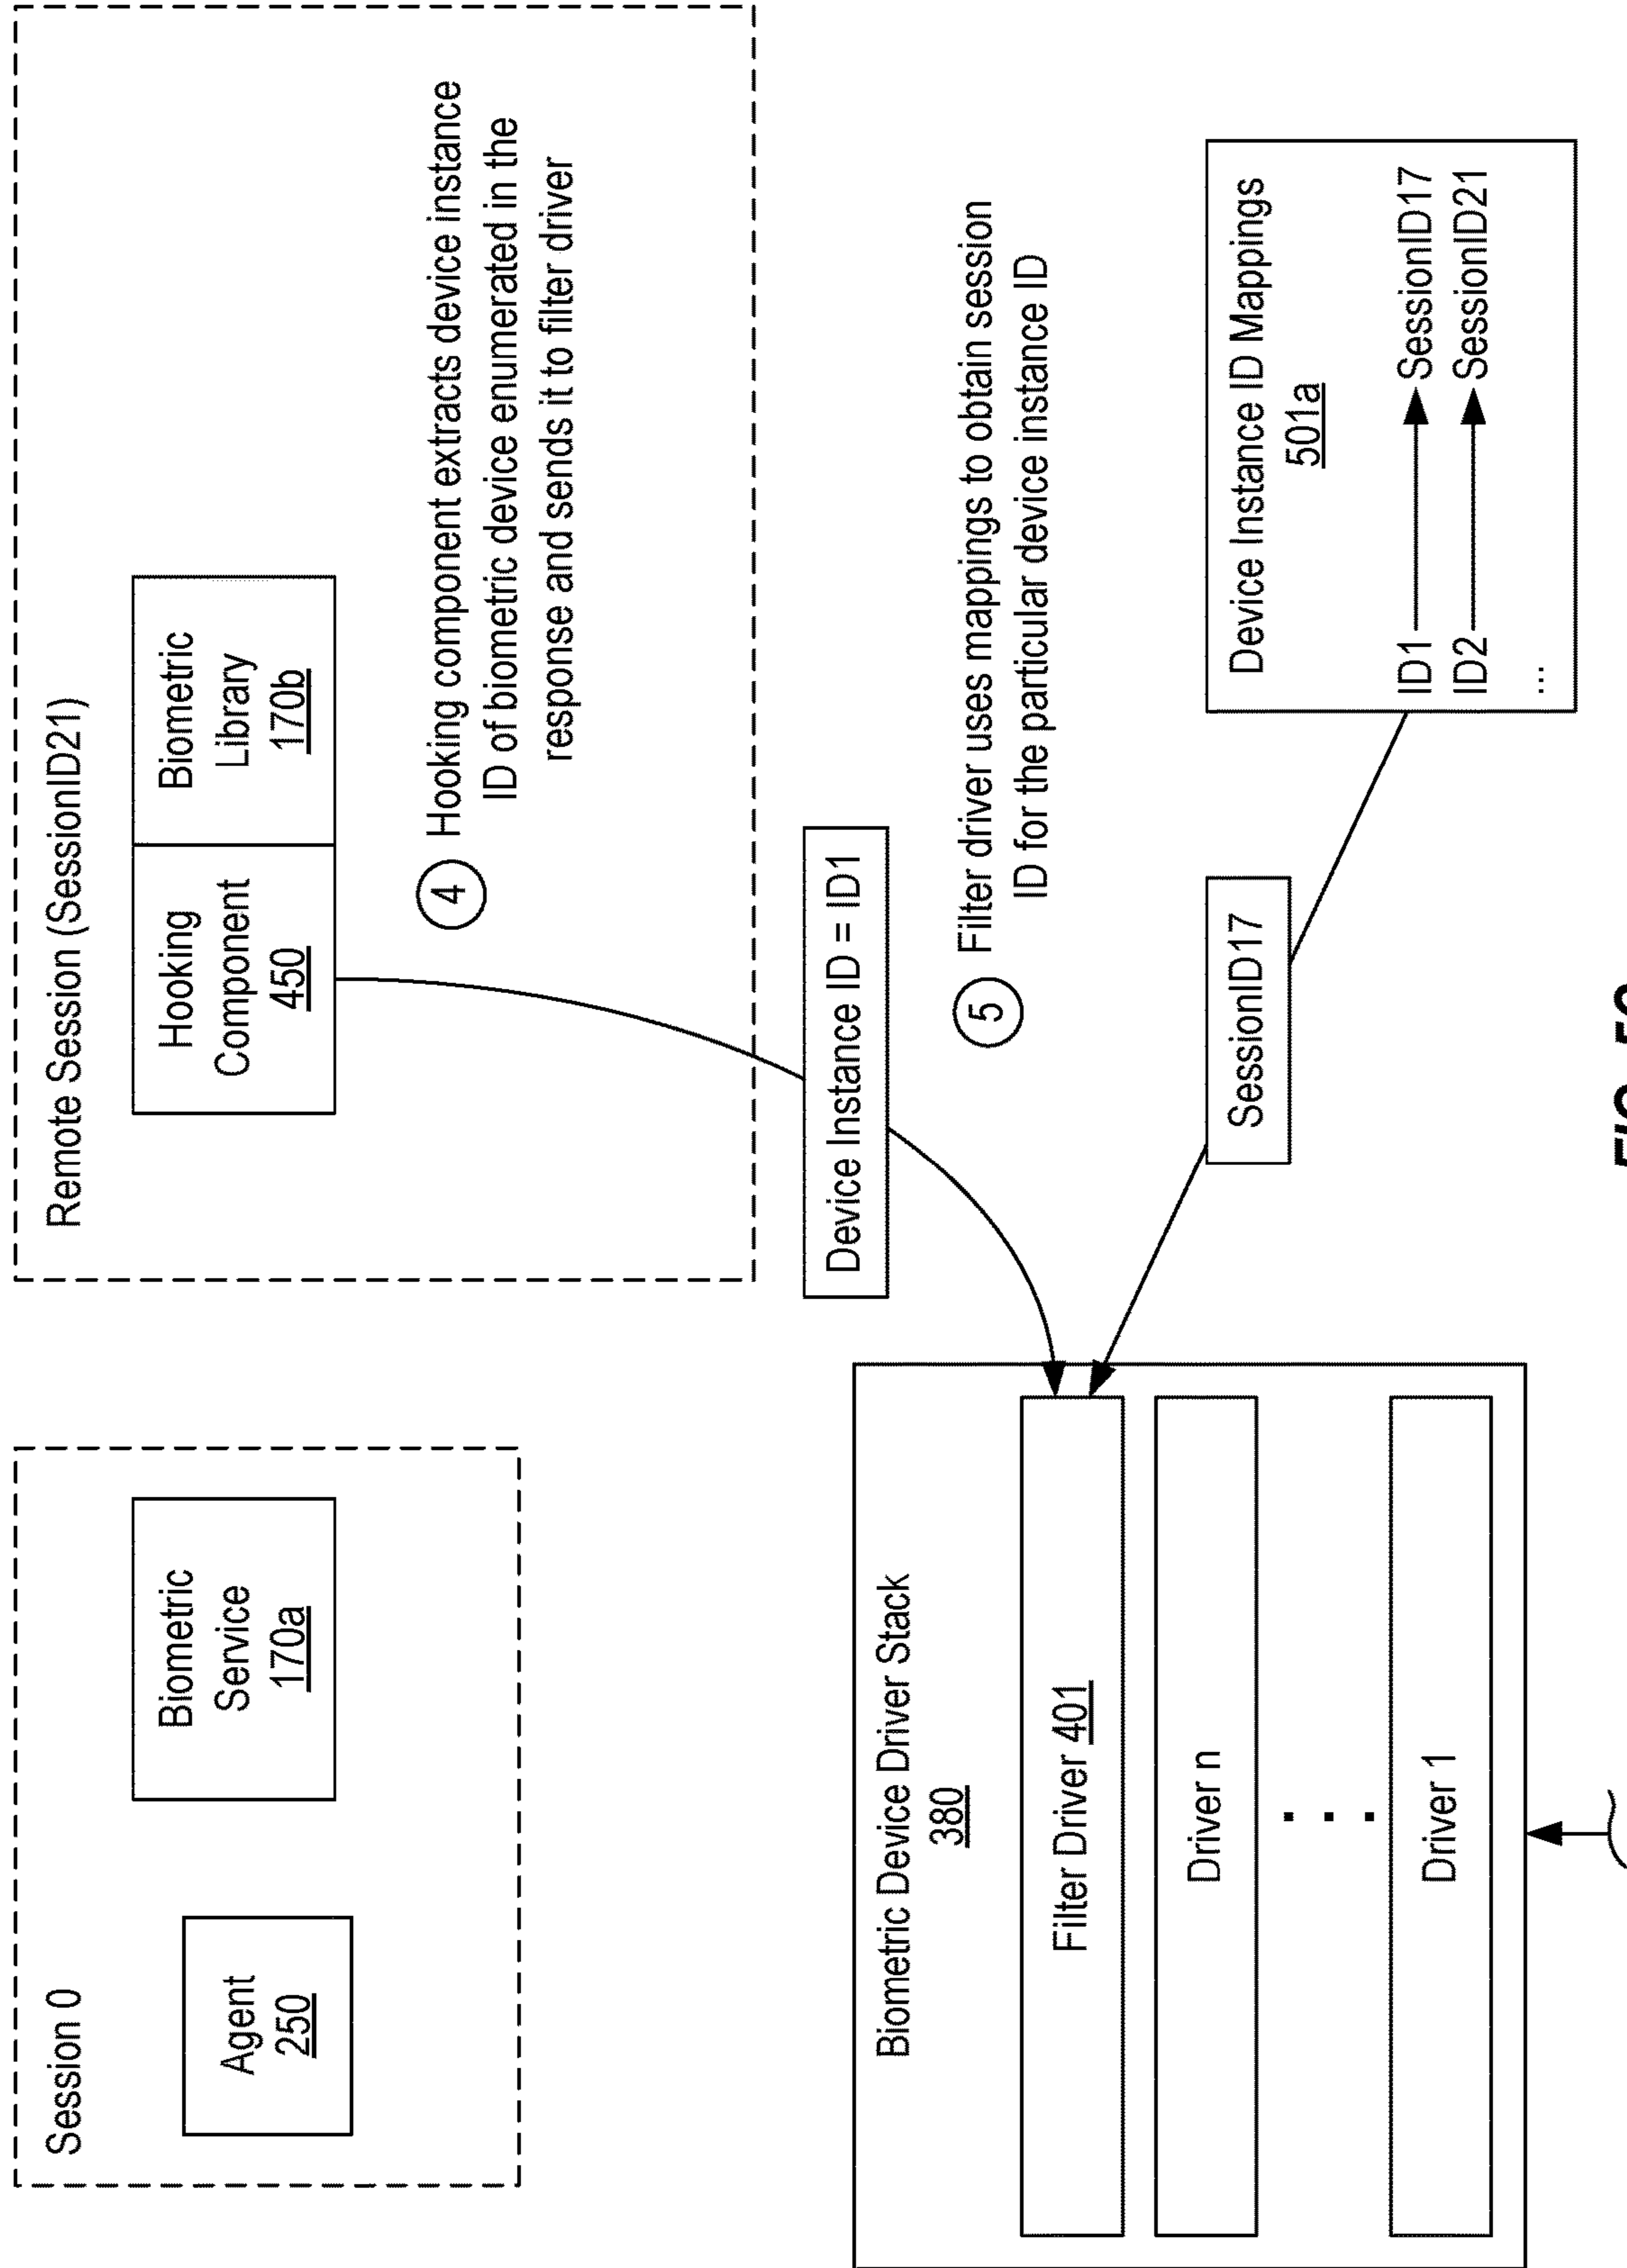 Session 0
Agent
250
Biometric
Service
170a
Remote Session (SessionID21)
Hooking
Component
450
Biometric
Library
170b
4
Hooking component extracts device instance
ID of biometric device enumerated in the
response and sends it to filter driver
Device Instance ID = ID1
5
Filter driver uses mappings to obtain session
ID for the particular device instance ID
Biometric Device Driver Stack
380
Filter Driver 401
Driver n
Driver 1
SessionID17
Device Instance ID Mappings
501a
ID1 SessionID17
ID2 SessionID21
...